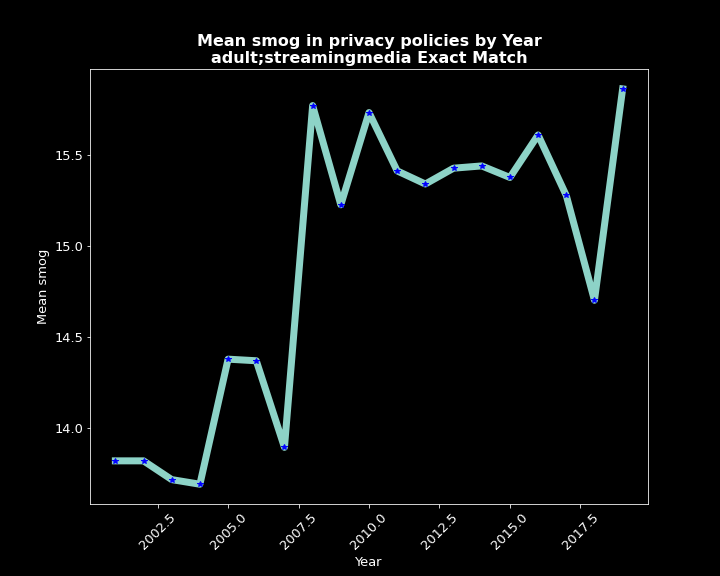 Mean smog in privacy policies by Year
adult;streamingmedia Exact Match
Mean smog
15.5
15.0
14.5
14.0
2002.5
2005.0
2007.5
2010.0
2012.5
2015.0
2017.5
Year